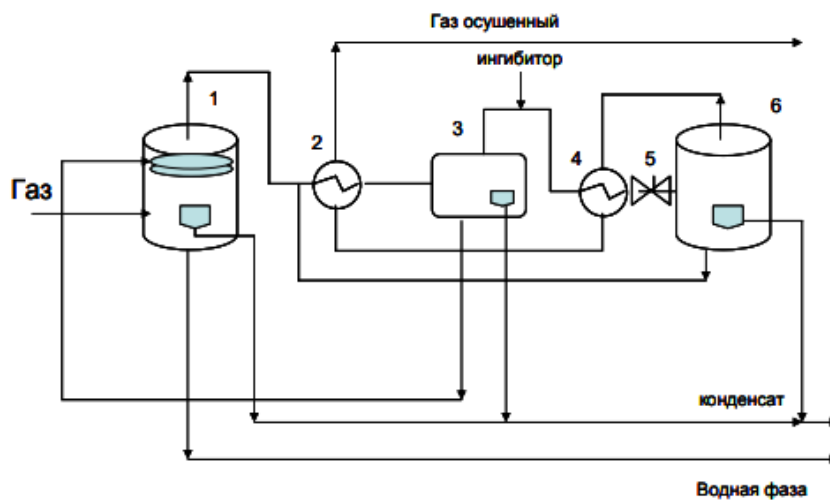 Газ осушенный
ингибитор
1
6
2
3
4
5
Газ
конденсат
Водная фаза